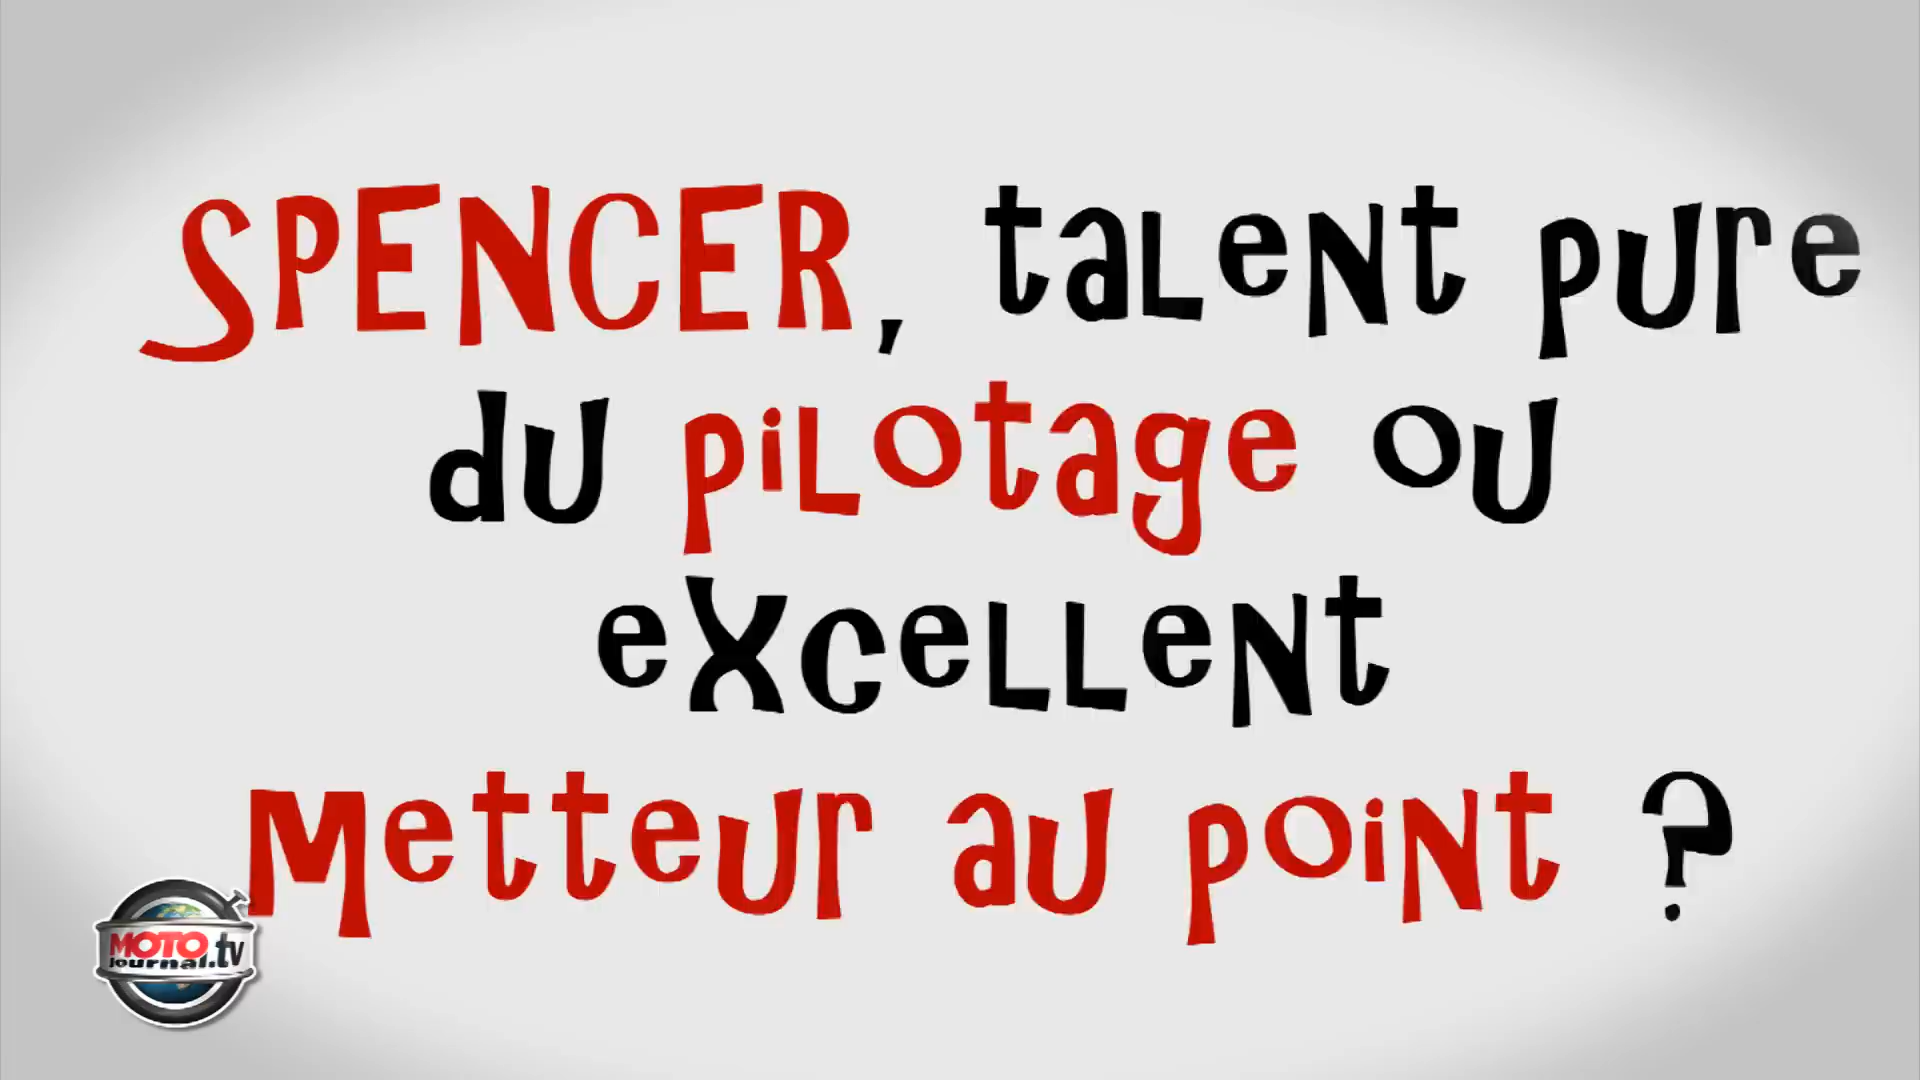 SPENCER, talent pure
du pilotage ou
excellent
metteur au point ?
MOTO
journal.tv